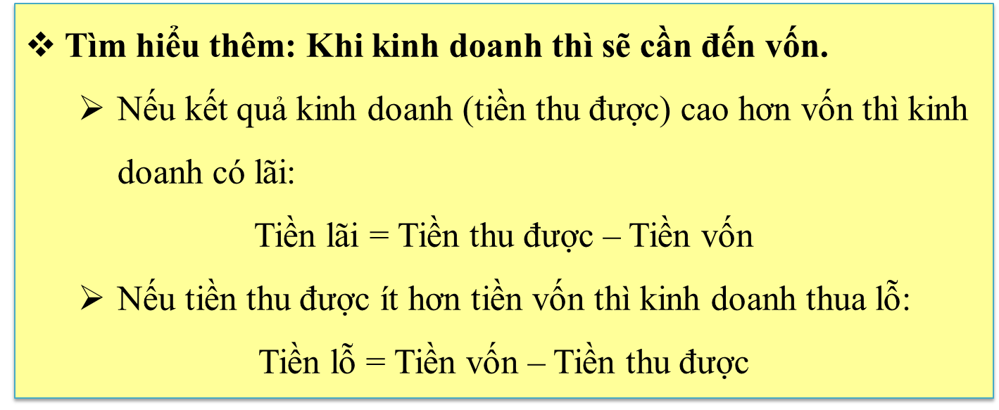 ❖ Tìm hiểu thêm: Khi kinh doanh thì sẽ cần đến vốn.
➢ Nếu kết quả kinh doanh (tiền thu được) cao hơn vốn thì kinh
doanh có lãi:
Tiền lãi = Tiền thu được – Tiền vốn
➢ Nếu tiền thu được ít hơn tiền vốn thì kinh doanh thua lỗ:
Tiền lỗ = Tiền vốn – Tiền thu được